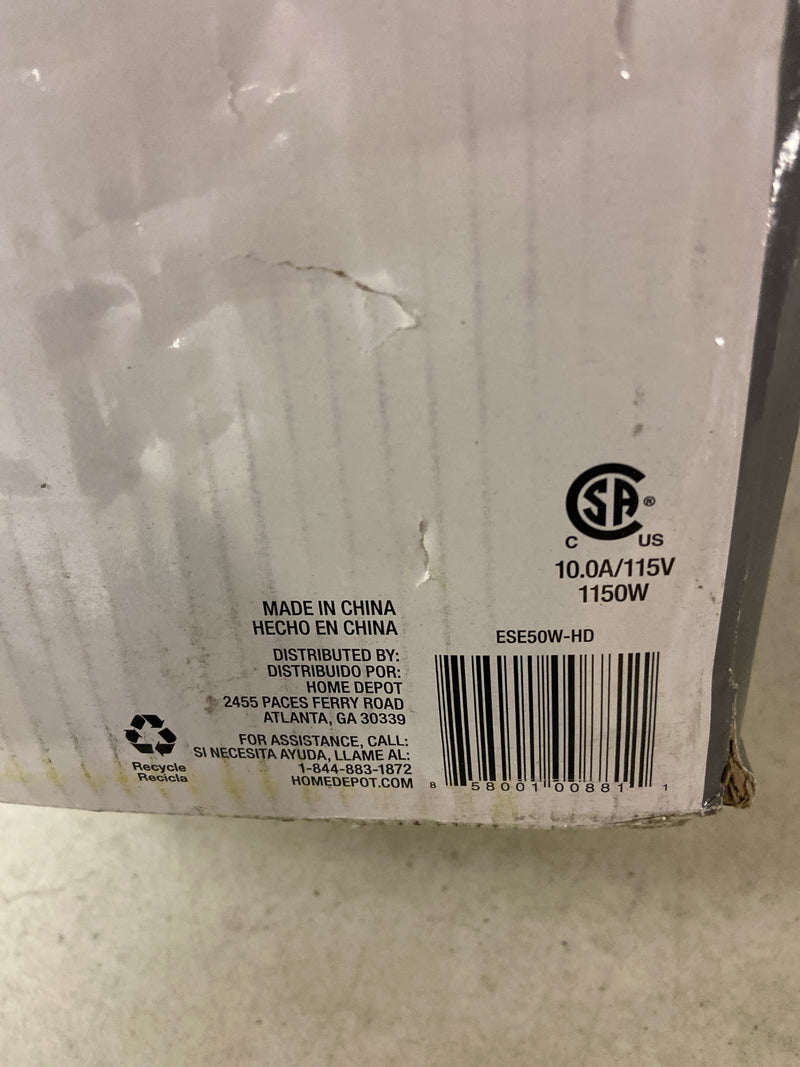 CSA®
C US
10.0A/115V
1150W
MADE IN CHINA
HECHO EN CHINA
DISTRIBUTED BY:
DISTRIBUIDO POR:
HOME DEPOT
2455 PACES FERRY ROAD
ATLANTA, GA 30339
FOR ASSISTANCE, CALL:
SI NECESITA AYUDA, LLAME AL:
1-844-883-1872
HOMEDEPOT.COM
Recycle
Recicla
ESE50W-HD
8 58001 00881 1